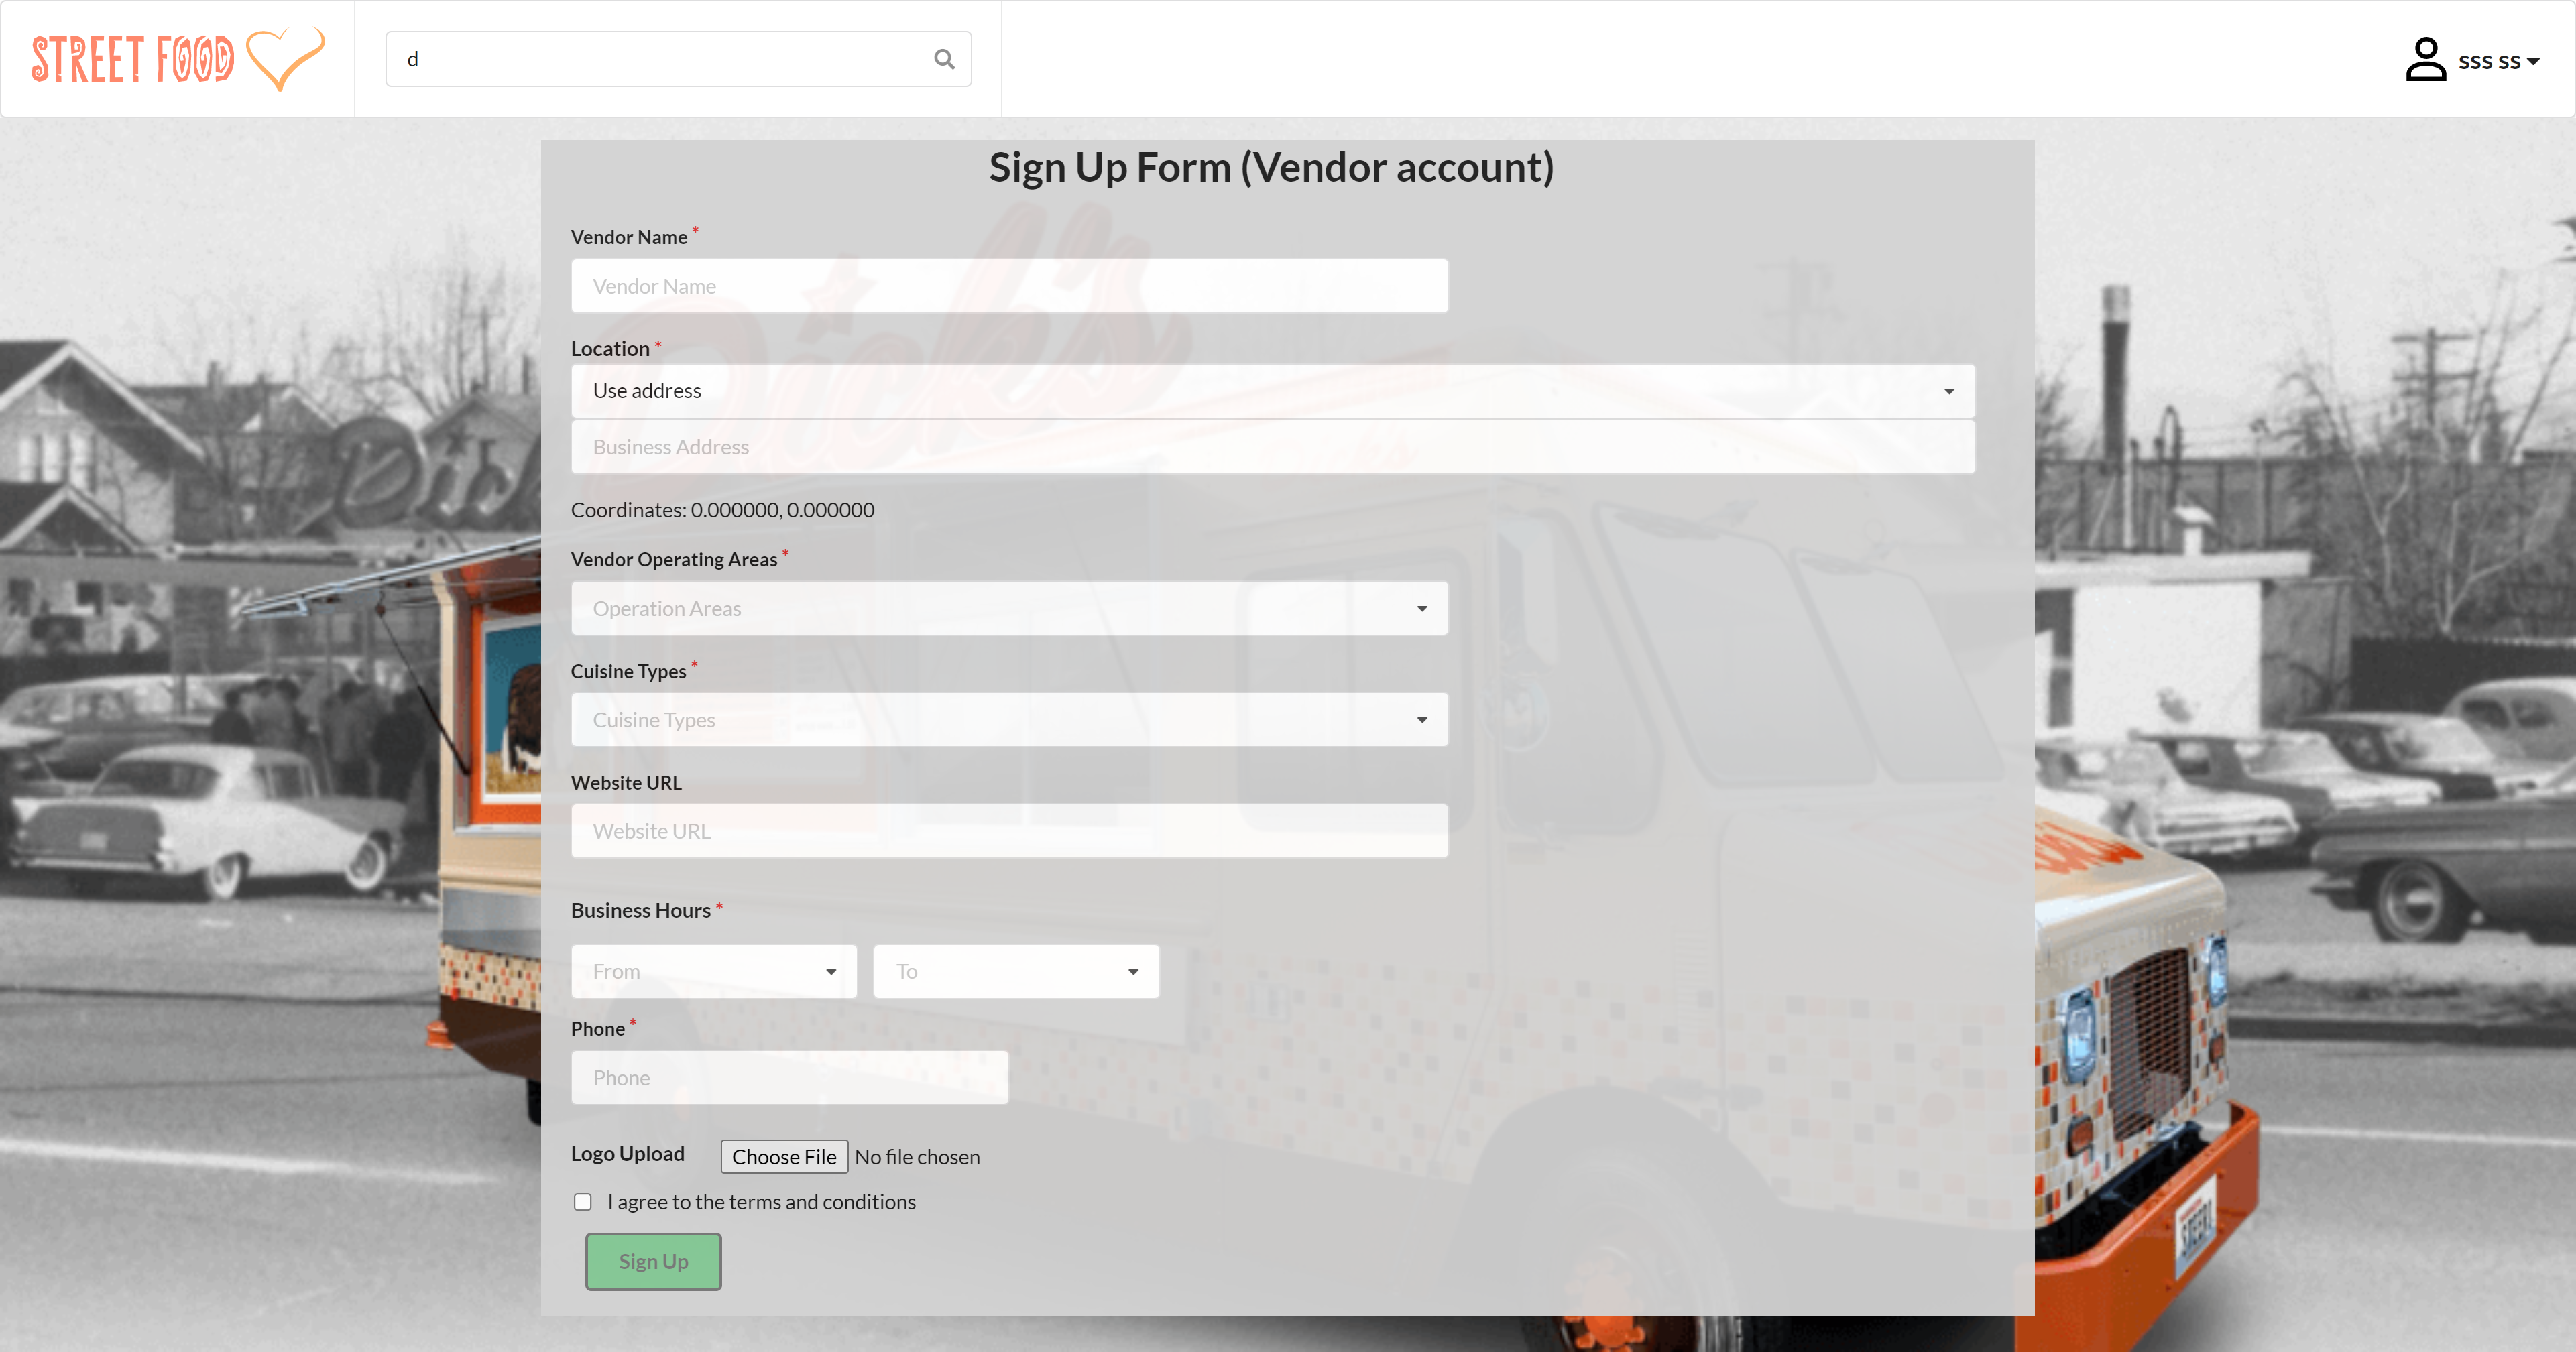 STREET FOOD
d
sss ss
Sign Up Form (Vendor account)
Vendor Name *
Vendor Name
Location *
Use address
Business Address
Coordinates: 0.000000, 0.000000
Vendor Operating Areas *
Operation Areas
Cuisine Types *
Cuisine Types
Website URL
Website URL
Business Hours *
From To
Phone *
Phone
Logo Upload Choose File No file chosen
I agree to the terms and conditions
Sign Up
Dick's